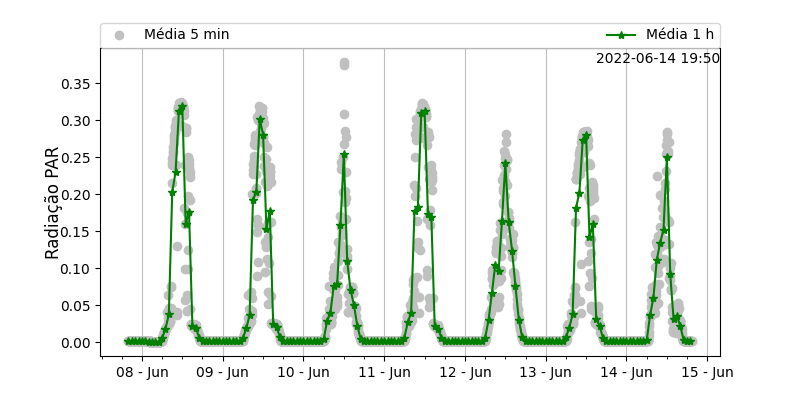 Média 5 min
Média 1 h
2022-06-14 19:50
Radiação PAR
0.35
0.30
0.25
0.20
0.15
0.10
0.05
0.00
08 - Jun
09 - Jun
10 - Jun
11 - Jun
12 - Jun
13 - Jun
14 - Jun
15 - Jun